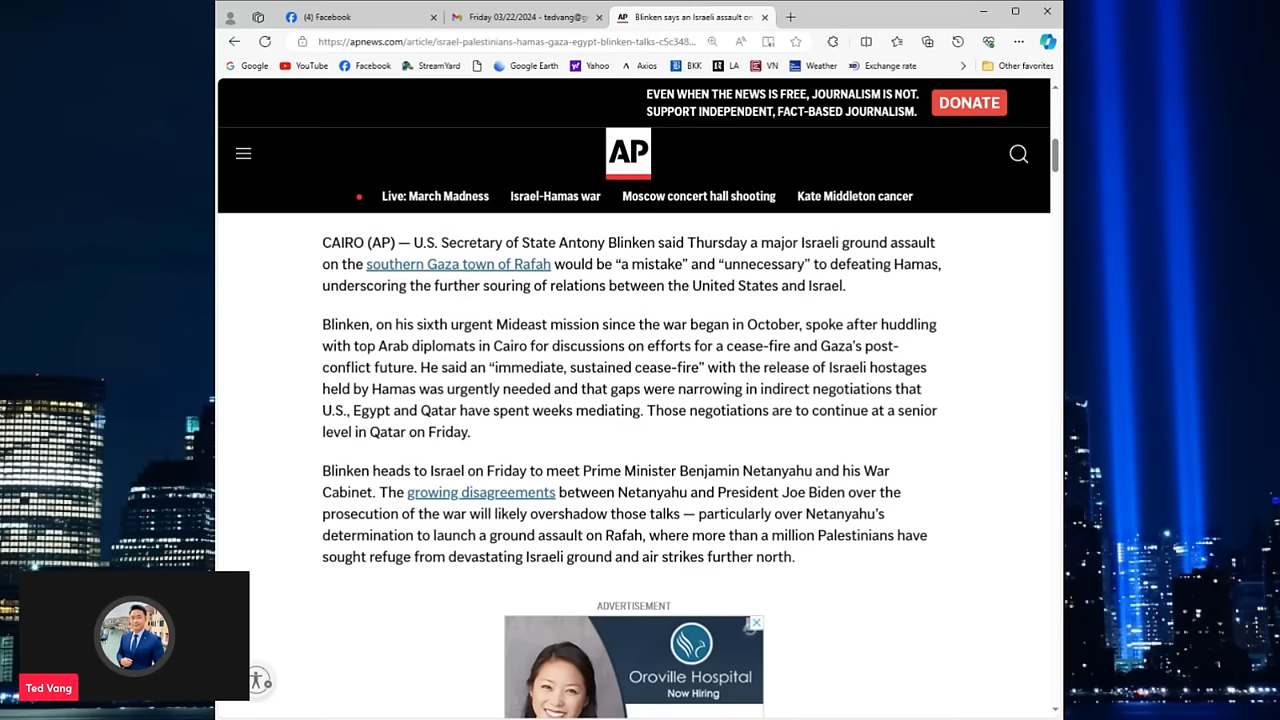 (4) Facebook
Friday 03/22/2024 - tedvang@g
AP Blinken says an Israeli assault on
https://apnews.com/article/israel-palestinians-hamas-gaza-egypt-blinken-talks-c5c348...
Google YouTube Facebook StreamYard Google Earth Yahoo Axios BKK LA VN Weather Exchange rate Other favorites
EVEN WHEN THE NEWS IS FREE, JOURNALISM IS NOT.
SUPPORT INDEPENDENT, FACT-BASED JOURNALISM.
DONATE
AP
Live: March Madness Israel-Hamas war Moscow concert hall shooting Kate Middleton cancer
CAIRO (AP) — U.S. Secretary of State Antony Blinken said Thursday a major Israeli ground assault
on the southern Gaza town of Rafah would be “a mistake” and “unnecessary” to defeating Hamas,
underscoring the further souring of relations between the United States and Israel.
Blinken, on his sixth urgent Mideast mission since the war began in October, spoke after huddling
with top Arab diplomats in Cairo for discussions on efforts for a cease-fire and Gaza’s post-
conflict future. He said an “immediate, sustained cease-fire” with the release of Israeli hostages
held by Hamas was urgently needed and that gaps were narrowing in indirect negotiations that
U.S., Egypt and Qatar have spent weeks mediating. Those negotiations are to continue at a senior
level in Qatar on Friday.
Blinken heads to Israel on Friday to meet Prime Minister Benjamin Netanyahu and his War
Cabinet. The growing disagreements between Netanyahu and President Joe Biden over the
prosecution of the war will likely overshadow those talks — particularly over Netanyahu’s
determination to launch a ground assault on Rafah, where more than a million Palestinians have
sought refuge from devastating Israeli ground and air strikes further north.
ADVERTISEMENT
Oroville Hospital
Now Hiring
Ted Vang